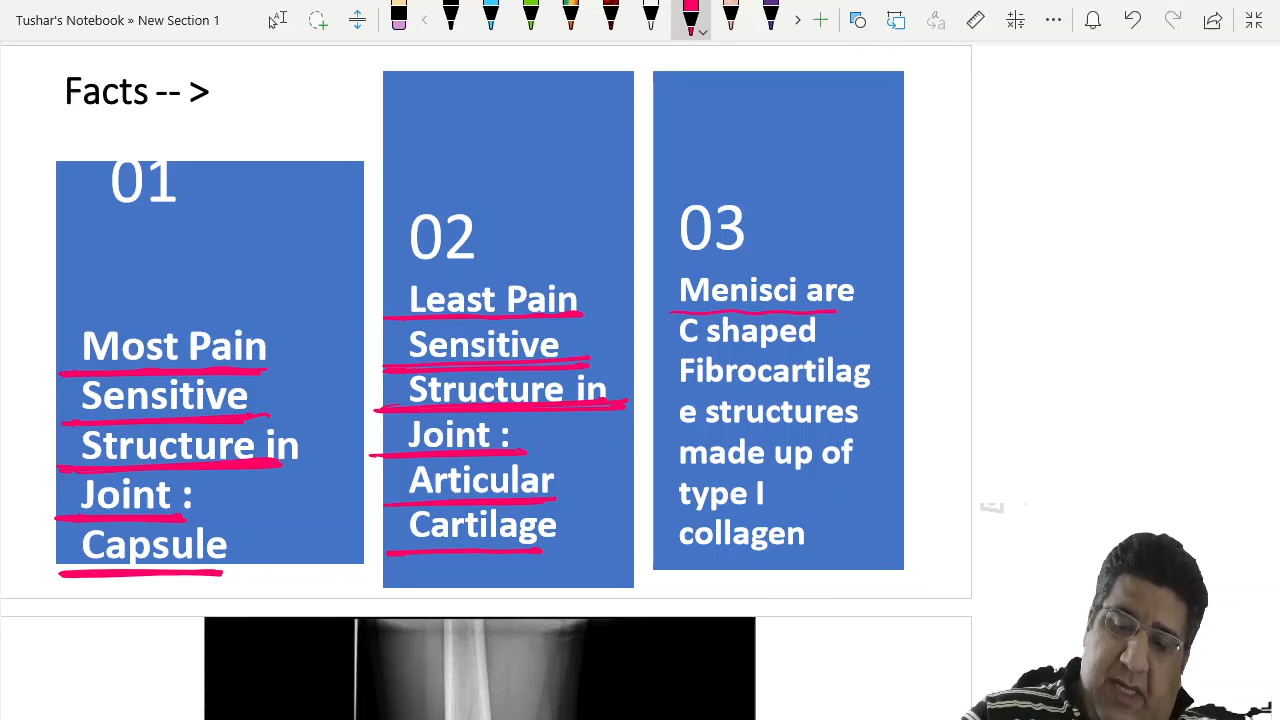 Tushar's Notebook » New Section 1
Facts -- >
01
Most Pain
Sensitive
Structure in
Joint :
Capsule
02
Least Pain
Sensitive
Structure in
Joint :
Articular
Cartilage
03
Menisci are
C shaped
Fibrocartilag
e structures
made up of
type I
collagen